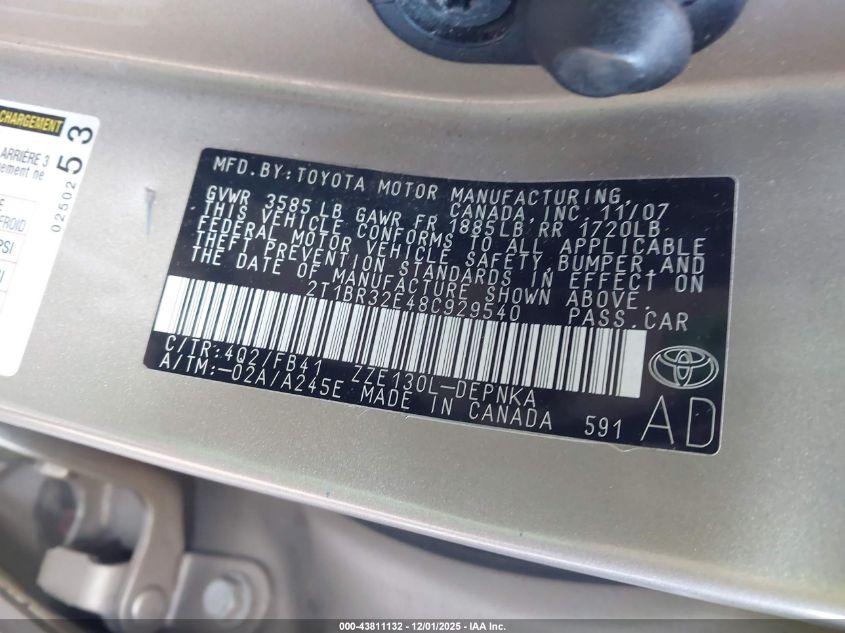 CHARGEMENT
ARRIÈRE 3
53
02502
PSI
MFD.BY:TOYOTA MOTOR MANUFACTURING,
CANADA,INC. 11/07
GVWR 3585LB GAWR FR 1885LB RR 1720LB
THIS VEHICLE CONFORMS TO ALL APPLICABLE
FEDERAL MOTOR VEHICLE SAFETY,BUMPER,AND
THEFT PREVENTION STANDARDS IN EFFECT ON
THE DATE OF MANUFACTURE SHOWN ABOVE.
2T1BR32E48C929540 PASS.CAR
C/TR:4Q2/FB41 ZZE130L-DEPNKA
A/TM:-02A/A245E MADE IN CANADA 591 AD
000-43811132 - 12/01/2025 - IAA Inc.